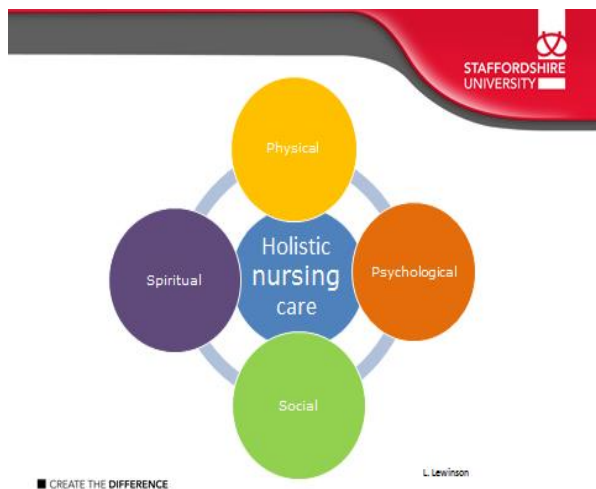 STAFFORDSHIRE
UNIVERSITY
Physical
Holistic
nursing
care
Psychological
Spiritual
Social
L. Lewinson
CREATE THE DIFFERENCE